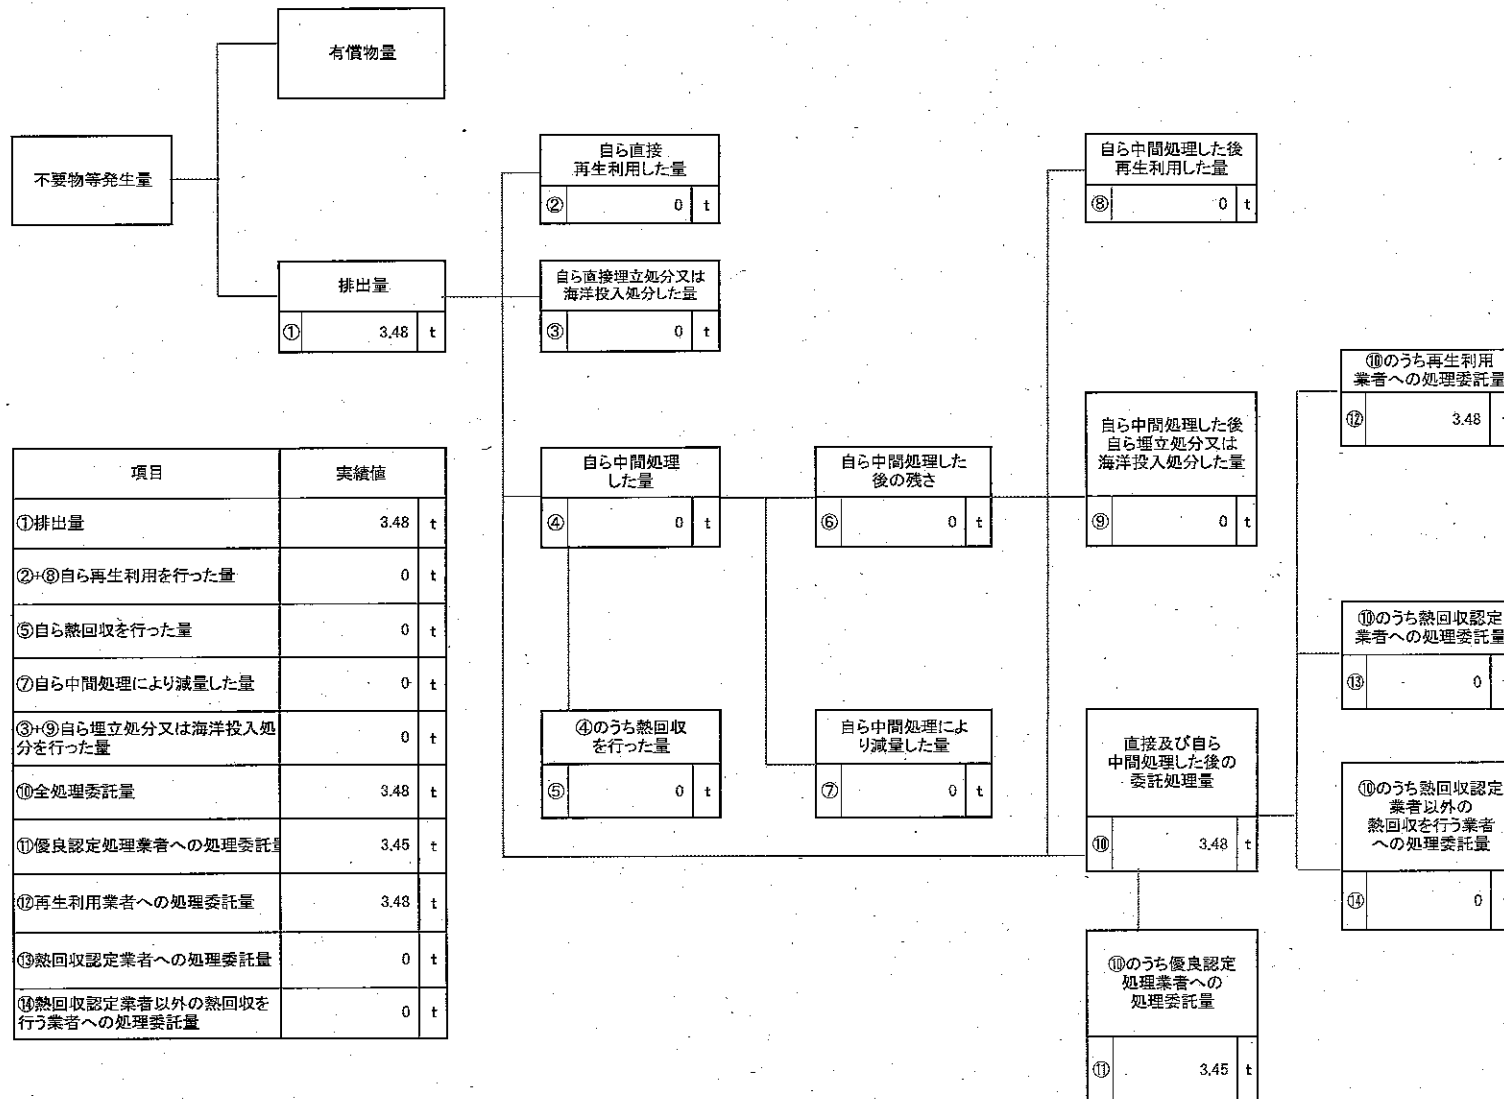 有償物量
不要物等発生量
排出量
① 3.48 t
自ら直接
再生利用した量
② 0 t
自ら直接埋立処分又は
海洋投入処分した量
③ 0 t
自ら中間処理
した量
④ 0 t
④のうち熱回収
を行った量
⑤ 0 t
自ら中間処理した
後の残さ
⑥ 0 t
自ら中間処理によ
り減量した量
⑦ 0 t
自ら中間処理した後
再生利用した量
⑧ 0 t
自ら中間処理した後
自ら埋立処分又は
海洋投入処分した量
⑨ 0 t
直接及び自ら
中間処理した後の
委託処理量
⑩ 3.48 t
⑩のうち優良認定
処理業者への
処理委託量
⑪ 3.45 t
⑩のうち再生利用
業者への処理委託量
⑫ 3.48
⑩のうち熱回収認定
業者への処理委託量
⑬ 0
⑩のうち熱回収認定
業者以外の
熱回収を行う業者
への処理委託量
⑭ 0
項目 実績値
①排出量 3.48 t
②+⑧自ら再生利用を行った量 0 t
⑤自ら熱回収を行った量 0 t
⑦自ら中間処理により減量した量 0 t
③+⑨自ら埋立処分又は海洋投入処
分を行った量 0 t
⑩全処理委託量 3.48 t
⑪優良認定処理業者への処理委託 3.45 t
⑫再生利用業者への処理委託量 3.48 t
⑬熱回収認定業者への処理委託量 0 t
⑭熱回収認定業者以外の熱回収を
行う業者への処理委託量 0 t